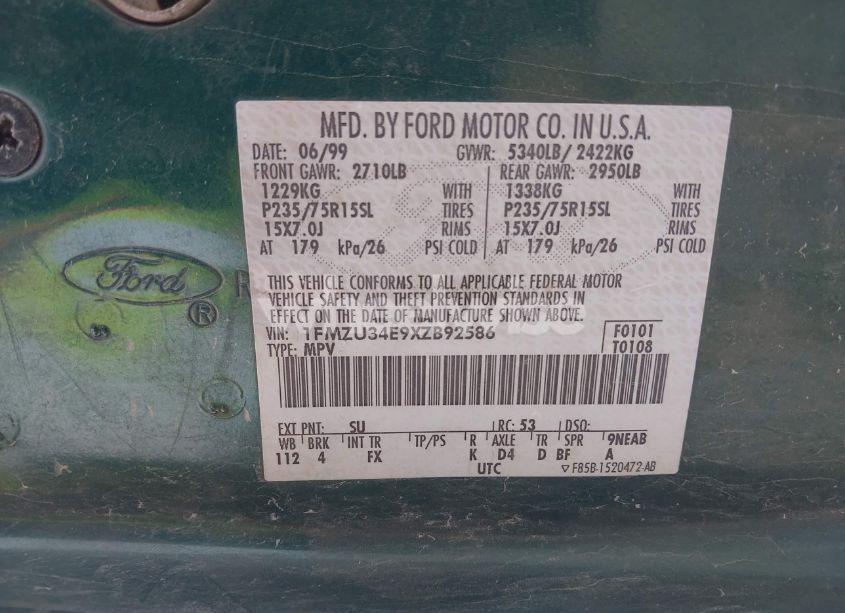 MFD. BY FORD MOTOR CO. IN U.S.A.
DATE: 06/99 GVWR: 5340LB/ 2422KG
FRONT GAWR: 2710LB REAR GAWR: 2950LB
1229KG WITH 1338KG WITH
P235/75R15SL TIRES P235/75R15SL TIRES
15X7.0J RIMS 15X7.0J RIMS
AT 179 kPa/26 PSI COLD AT 179 kPa/26 PSI COLD
THIS VEHICLE CONFORMS TO ALL APPLICABLE FEDERAL MOTOR
VEHICLE SAFETY AND THEFT PREVENTION STANDARDS IN
EFFECT ON THE DATE OF MANUFACTURE SHOWN ABOVE.
VIN: 1FMZU34E9XZB92586 F0101
TYPE: MPV T0108
EXT PNT: SU RC: 53 DSO:
WB BRK INT TR TP/PS R AXLE TR SPR 9NEAB
112 4 FX K D4 D BF A
UTC ▽ F85B-1520472-AB
Ford
R
®